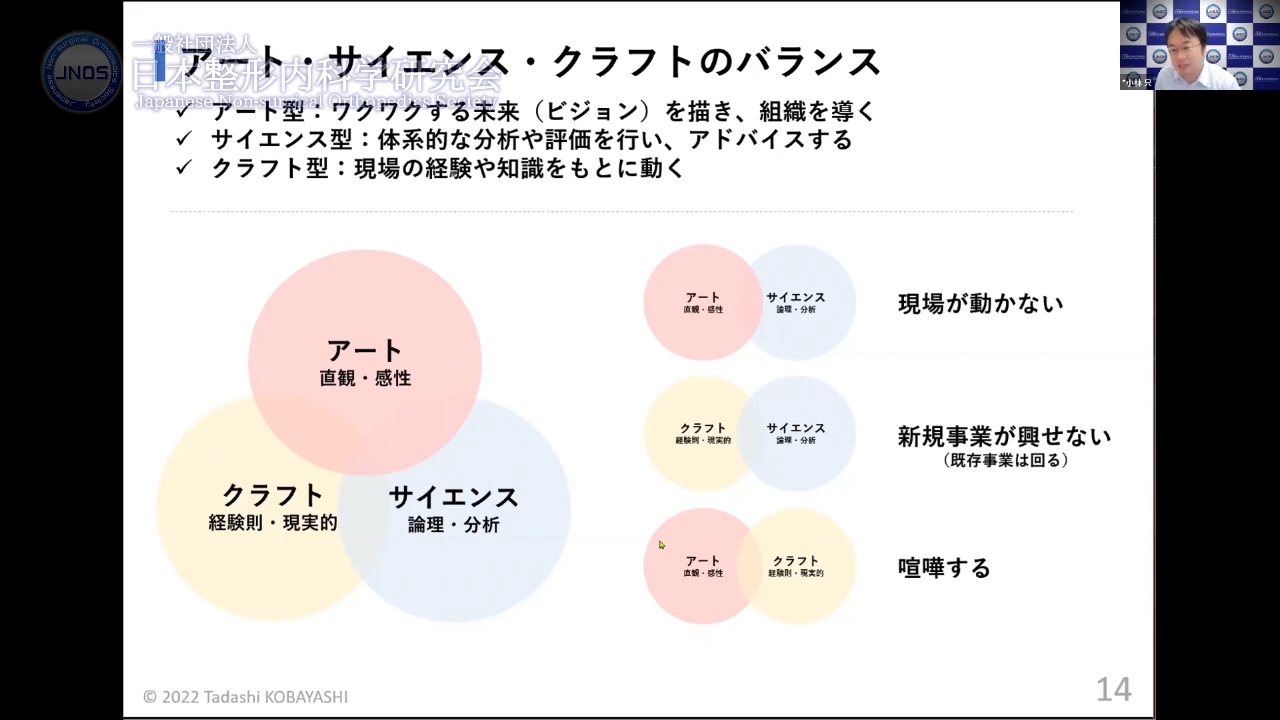 一般社団法人
日本整形内科学研究会
Japanese Non-surgical Orthopedics Society
JNOS
アート・サイエンス・クラフトのバランス
✓ アート型：ワクワクする未来（ビジョン）を描き、組織を導く
✓ サイエンス型：体系的な分析や評価を行い、アドバイスする
✓ クラフト型：現場の経験や知識をもとに動く
アート
直観・感性
クラフト
経験則・現実的
サイエンス
論理・分析
アート
直観・感性
サイエンス
論理・分析
現場が動かない
クラフト
経験則・現実的
サイエンス
論理・分析
新規事業が興せない
（既存事業は回る）
アート
直観・感性
クラフト
経験則・現実的
喧嘩する
© 2022 Tadashi KOBAYASHI
14
小林 只